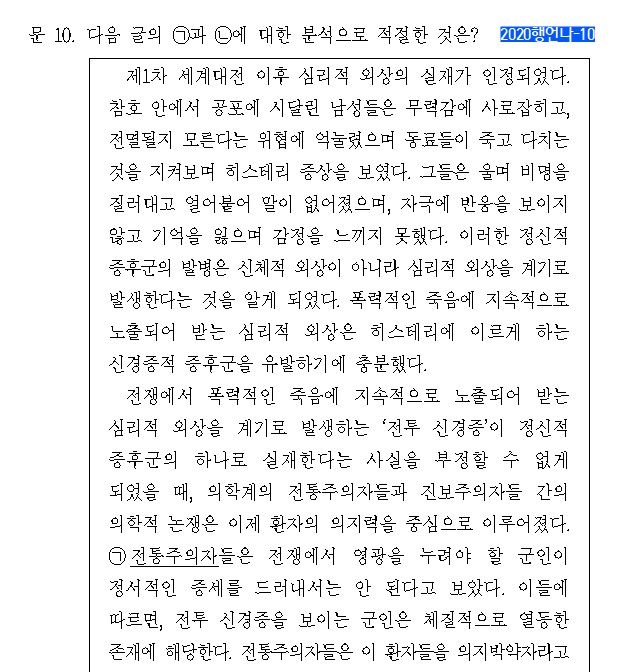 문 10. 다음 글의 ㉠과 ㉡에 대한 분석으로 적절한 것은? 2020행언나-10
제1차 세계대전 이후 심리적 외상의 실재가 인정되었다.
참호 안에서 공포에 시달린 남성들은 무력감에 사로잡히고,
전멸될지 모른다는 위협에 억눌렸으며 동료들이 죽고 다치는
것을 지켜보며 히스테리 증상을 보였다. 그들은 울며 비명을
질러대고 얼어붙어 말이 없어졌으며, 자극에 반응을 보이지
않고 기억을 잃으며 감정을 느끼지 못했다. 이러한 정신적
증후군의 발병은 신체적 외상이 아니라 심리적 외상을 계기로
발생한다는 것을 알게 되었다. 폭력적인 죽음에 지속적으로
노출되어 받는 심리적 외상은 히스테리에 이르게 하는
신경증적 증후군을 유발하기에 충분했다.
전쟁에서 폭력적인 죽음에 지속적으로 노출되어 받는
심리적 외상을 계기로 발생하는 ‘전투 신경증’이 정신적
증후군의 하나로 실재한다는 사실을 부정할 수 없게
되었을 때, 의학계의 전통주의자들과 진보주의자들 간의
의학적 논쟁은 이제 환자의 의지력을 중심으로 이루어졌다.
㉠전통주의자들은 전쟁에서 영광을 누려야 할 군인이
정서적인 증세를 드러내서는 안 된다고 보았다. 이들에
따르면, 전투 신경증을 보이는 군인은 체질적으로 열등한
존재에 해당한다. 전통주의자들은 이 환자들을 의지박약자라고